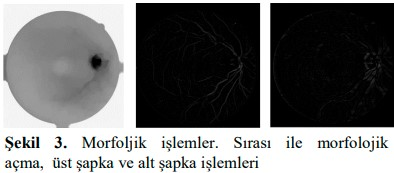 Şekil 3. Morfoljik işlemler. Sırası ile morfolojik
açma, üst şapka ve alt şapka işlemleri